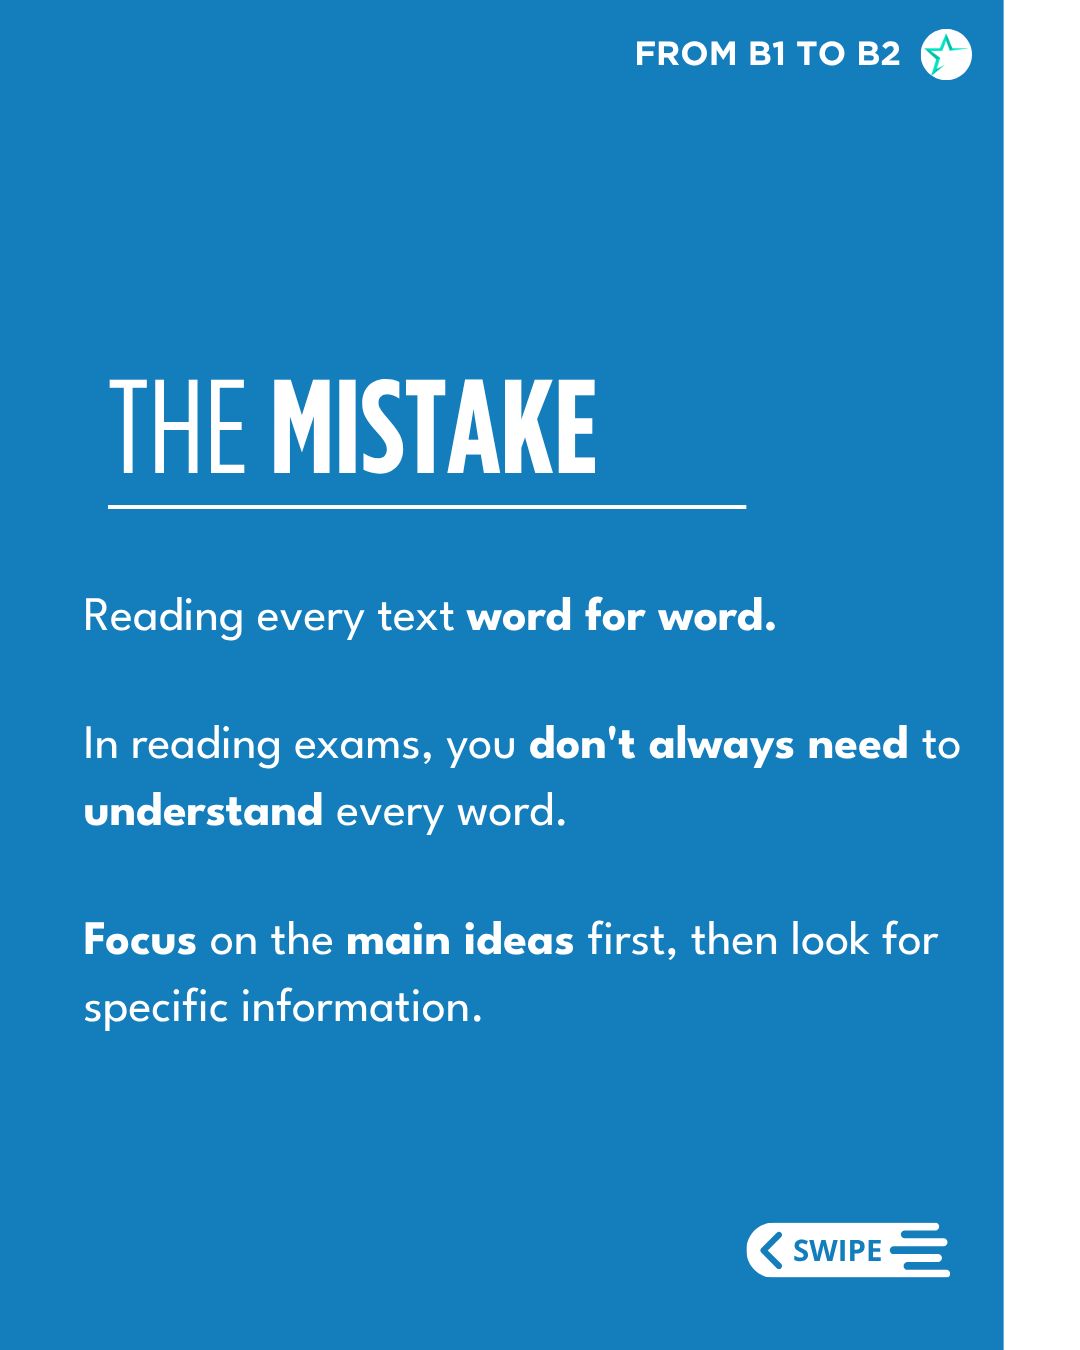 FROM B1 TO B2
THE MISTAKE
Reading every text word for word.
In reading exams, you don't always need to
understand every word.
Focus on the main ideas first, then look for
specific information.
SWIPE